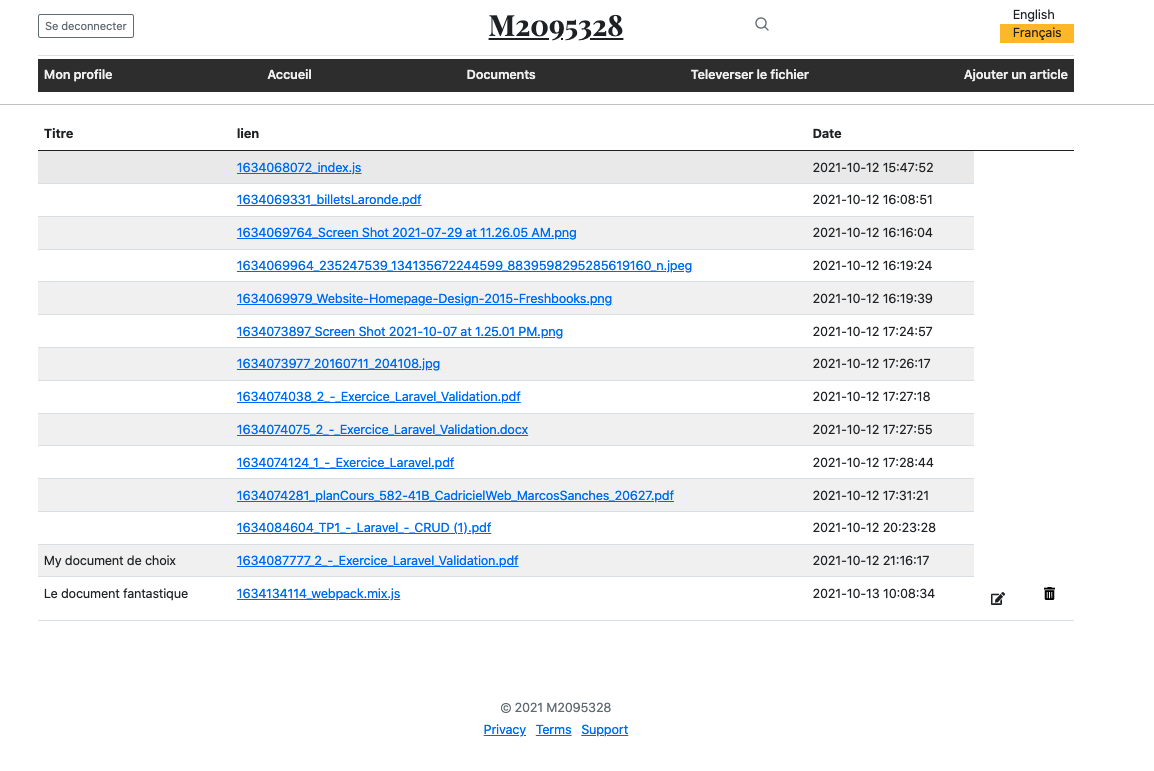 Se deconnecter
M2095328
English
Français
Mon profile Accueil Documents Televerser le fichier Ajouter un article
Titre lien Date
1634068072_index.js 2021-10-12 15:47:52
1634069331_billetsLaronde.pdf 2021-10-12 16:08:51
1634069764_Screen Shot 2021-07-29 at 11.26.05 AM.png 2021-10-12 16:16:04
1634069964_235247539_134135672244599_8839598295285619160_n.jpeg 2021-10-12 16:19:24
1634069979_Website-Homepage-Design-2015-Freshbooks.png 2021-10-12 16:19:39
1634073897_Screen Shot 2021-10-07 at 1.25.01 PM.png 2021-10-12 17:24:57
1634073977_20160711_204108.jpg 2021-10-12 17:26:17
1634074038_2_-_Exercice_Laravel_Validation.pdf 2021-10-12 17:27:18
1634074075_2_-_Exercice_Laravel_Validation.docx 2021-10-12 17:27:55
1634074124_1_-_Exercice_Laravel.pdf 2021-10-12 17:28:44
1634074281_planCours_582-41B_CadricielWeb_MarcosSanches_20627.pdf 2021-10-12 17:31:21
1634084604_TP1_-_Laravel_-_CRUD (1).pdf 2021-10-12 20:23:28
My document de choix 1634087777_2_-_Exercice_Laravel_Validation.pdf 2021-10-12 21:16:17
Le document fantastique 1634134114_webpack.mix.js 2021-10-13 10:08:34
© 2021 M2095328
Privacy Terms Support